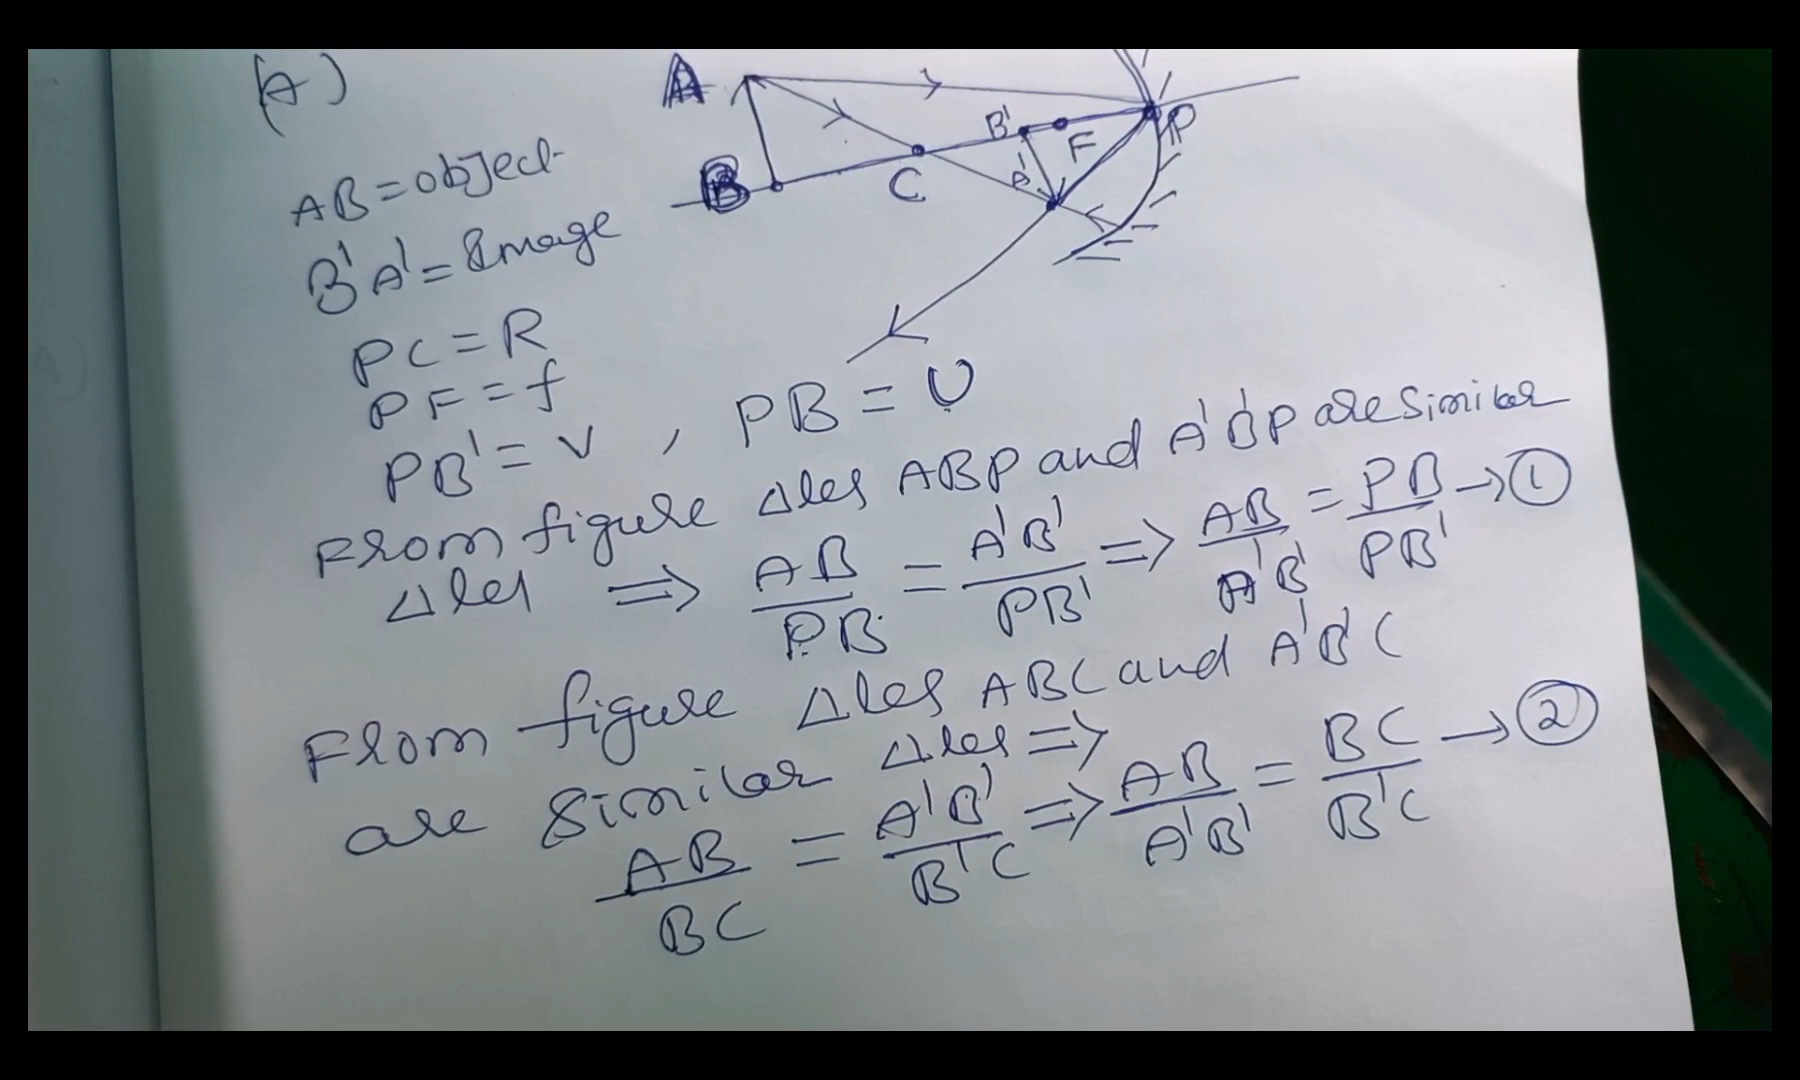 (A)
A
B' F P
C A'
B
AB = object
B'A' = Image
PC = R
PF = f
PB' = v , PB = U
From figure Δles ABP and A'B'P are similar
Δles ⇒ AB/PB = A'B'/PB' ⇒ AB/A'B' = PB/PB' → ①
From figure Δles ABC and A'B'C
are similar Δles ⇒
AB/BC = A'B'/B'C ⇒ AB/A'B' = BC/B'C → ②